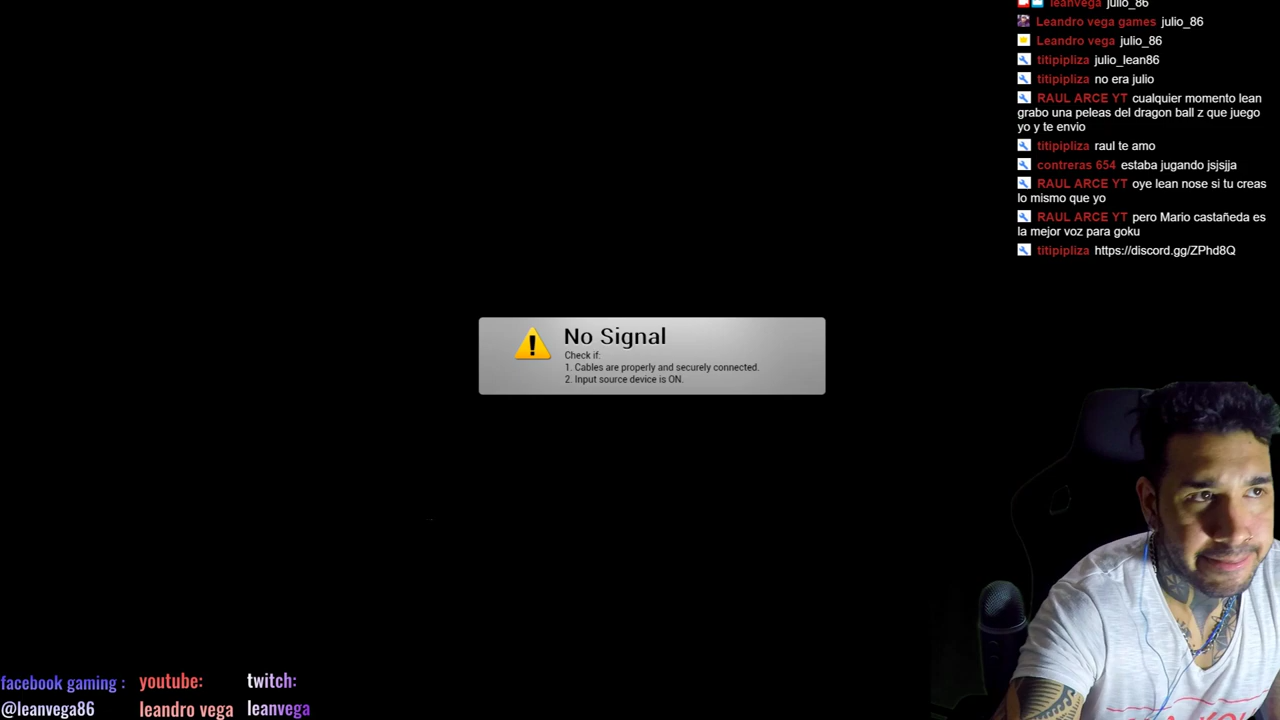 leanvega julio_86
Leandro vega games julio_86
Leandro vega julio_86
titipipliza julio_lean86
titipipliza no era julio
RAUL ARCE YT cualquier momento lean
grabo una peleas del dragon ball z que juego
yo y te envio
titipipliza raul te amo
contreras 654 estaba jugando jsjsjja
RAUL ARCE YT oye lean nose si tu creas
lo mismo que yo
RAUL ARCE YT pero Mario castañeda es
la mejor voz para goku
titipipliza https://discord.gg/ZPhd8Q
No Signal
Check if:
1. Cables are properly and securely connected.
2. Input source device is ON.
facebook gaming : youtube: twitch:
@leanvega86 leandro vega leanvega